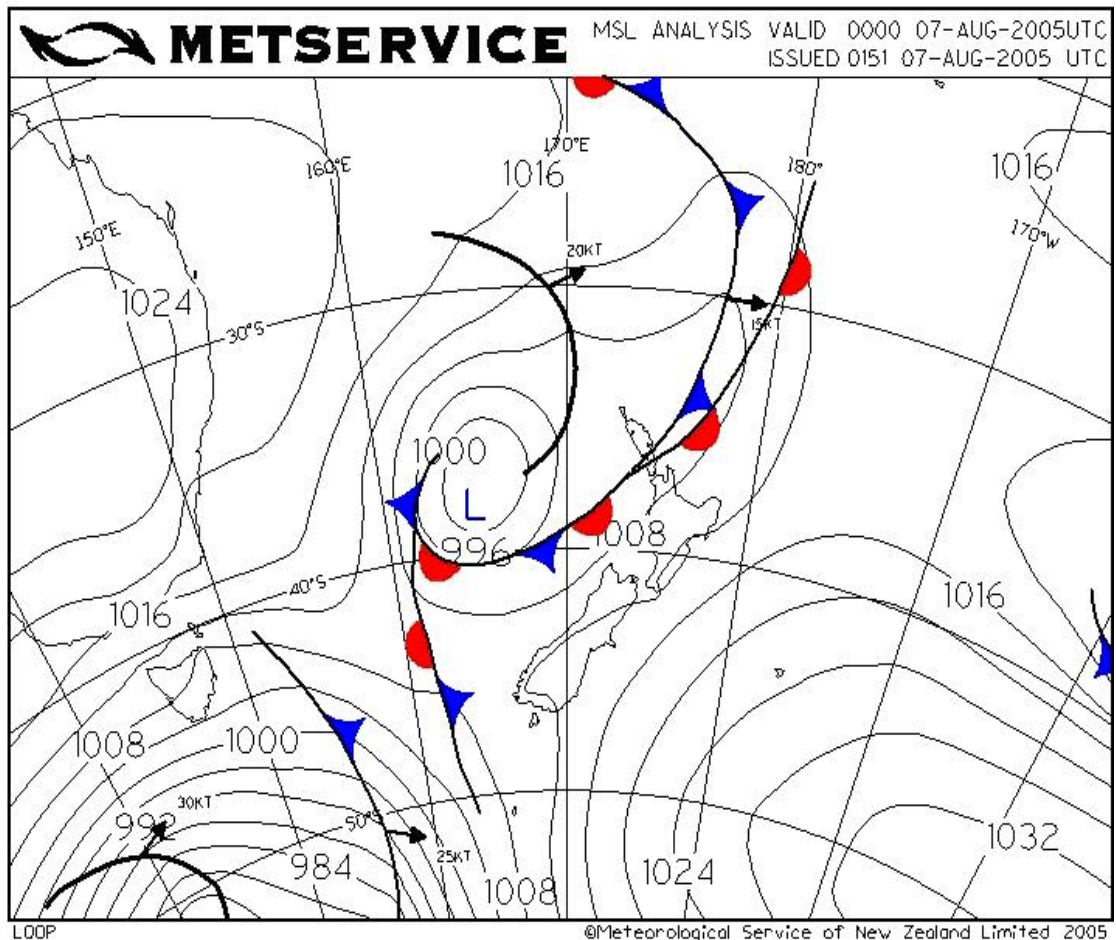 METSERVICE
MSL ANALYSIS VALID 0000 07-AUG-2005UTC
ISSUED 0151 07-AUG-2005 UTC
170°E
160°E
1016
180°
1016
150°E
170°W
20KT
1024
15KT
30°S
1000
L
996
1008
40°S
1016
1016
1008
1000
30KT
992
50°S
25KT
984
1008
1024
1032
LOOP
©Meteorological Service of New Zealand Limited 2005